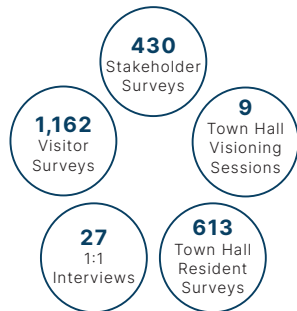 430
Stakeholder
Surveys
9
Town Hall
Visioning
Sessions
1,162
Visitor
Surveys
27
1:1
Interviews
613
Town Hall
Resident
Surveys